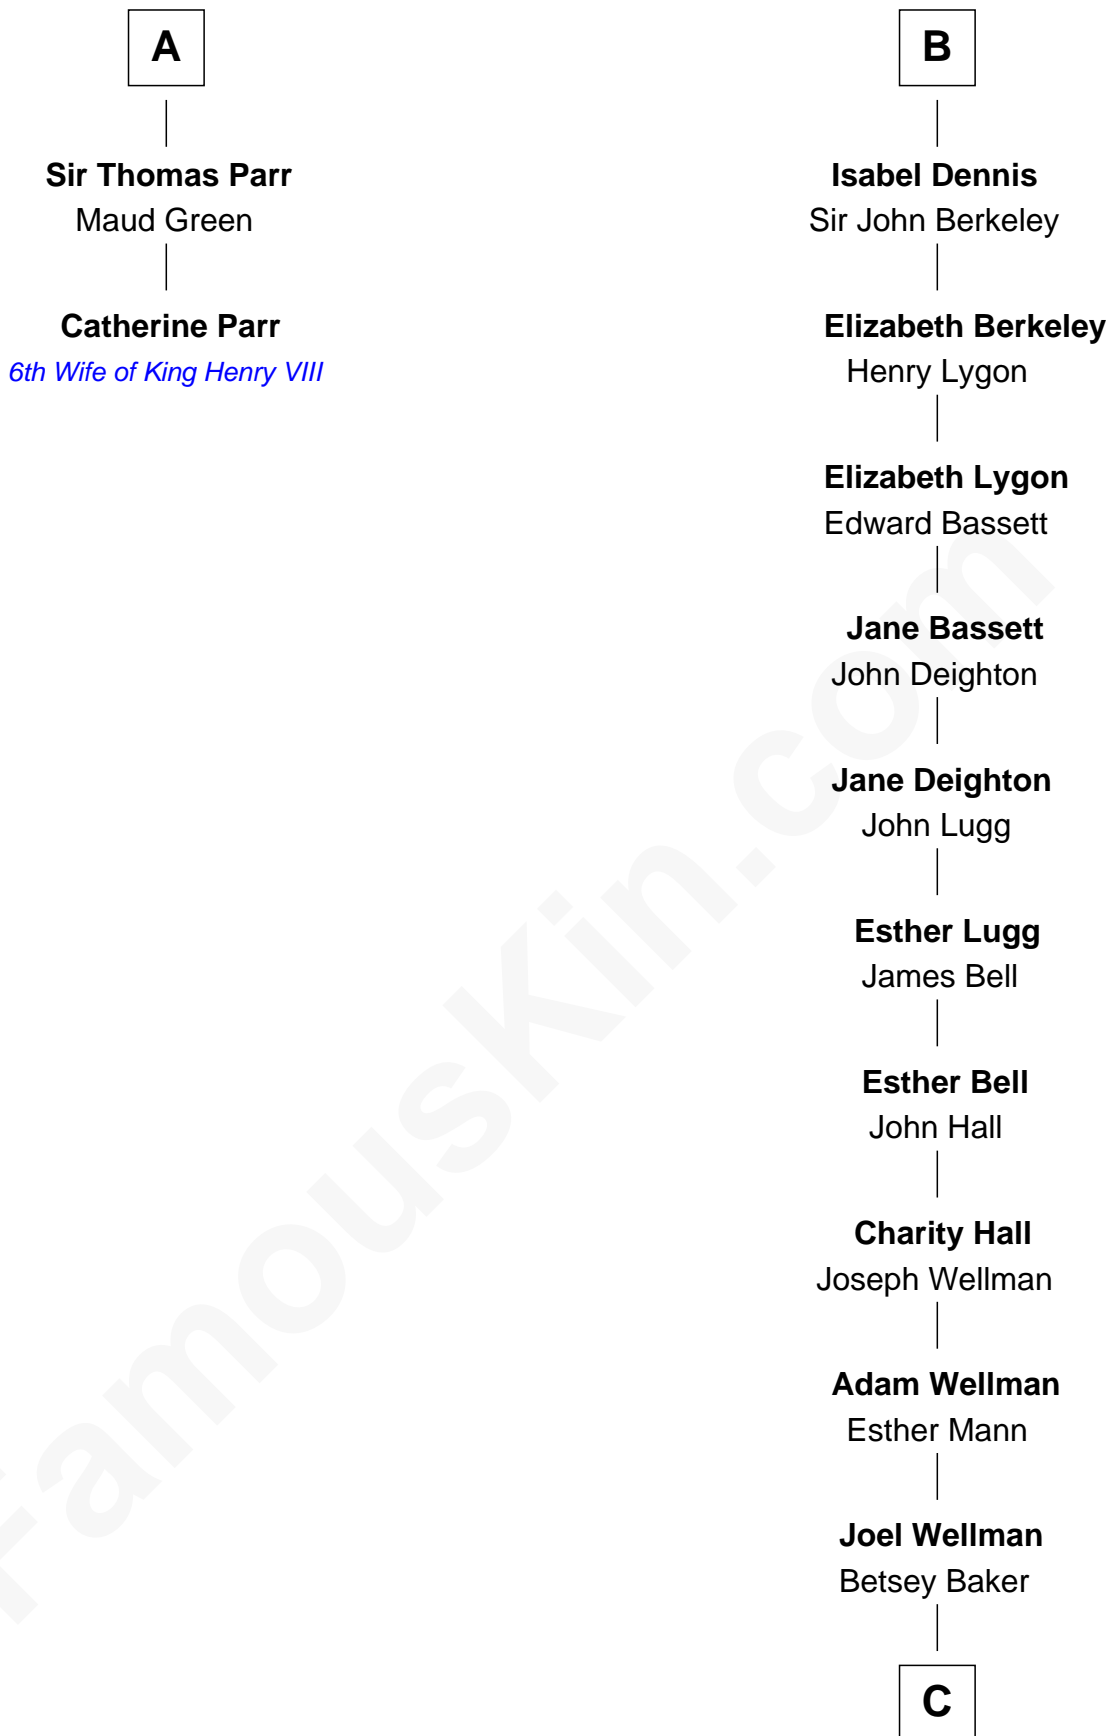 A
Sir Thomas Parr
Maud Green
Catherine Parr
6th Wife of King Henry VIII
B
Isabel Dennis
Sir John Berkeley
Elizabeth Berkeley
Henry Lygon
Elizabeth Lygon
Edward Bassett
Jane Bassett
John Deighton
Jane Deighton
John Lugg
Esther Lugg
James Bell
Esther Bell
John Hall
Charity Hall
Joseph Wellman
Adam Wellman
Esther Mann
Joel Wellman
Betsey Baker
C
FamousKin.com